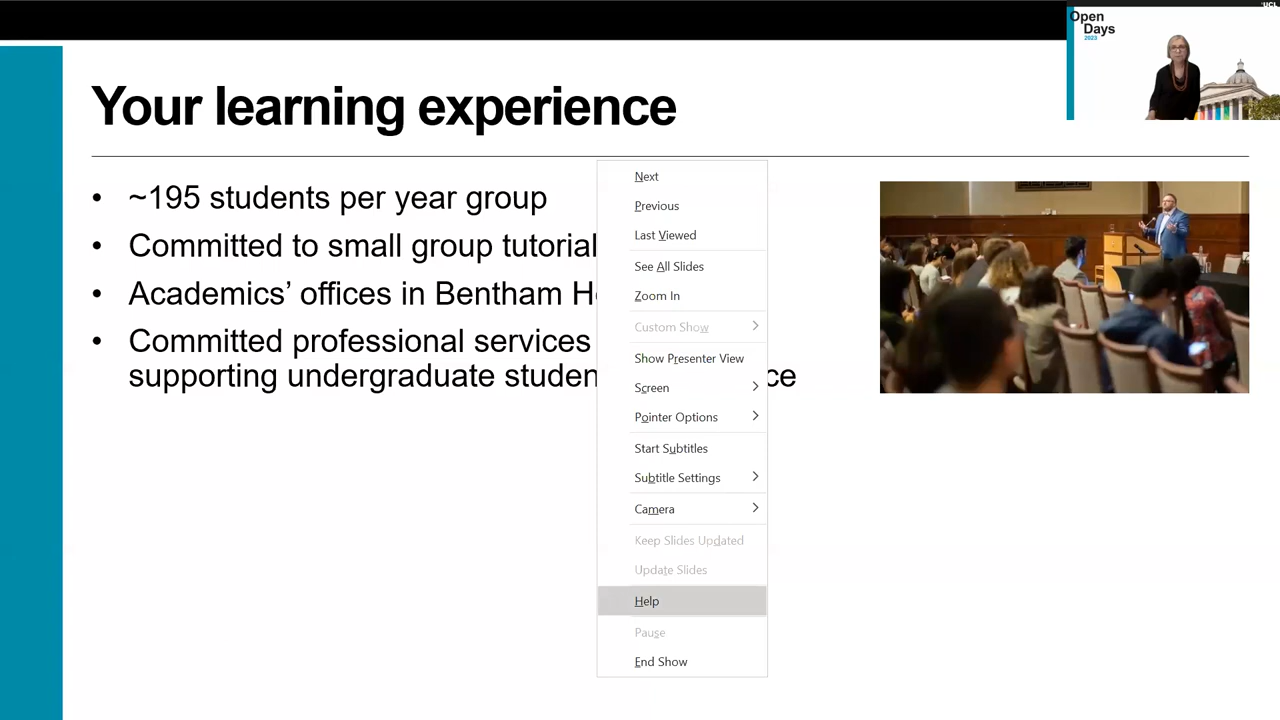 UCL
Open
Days
2023
Your learning experience
• ~195 students per year group
• Committed to small group tutorial
• Academics’ offices in Bentham H
• Committed professional services
supporting undergraduate studen ce
Next
Previous
Last Viewed
See All Slides
Zoom In
Custom Show
Show Presenter View
Screen
Pointer Options
Start Subtitles
Subtitle Settings
Camera
Keep Slides Updated
Update Slides
Help
Pause
End Show